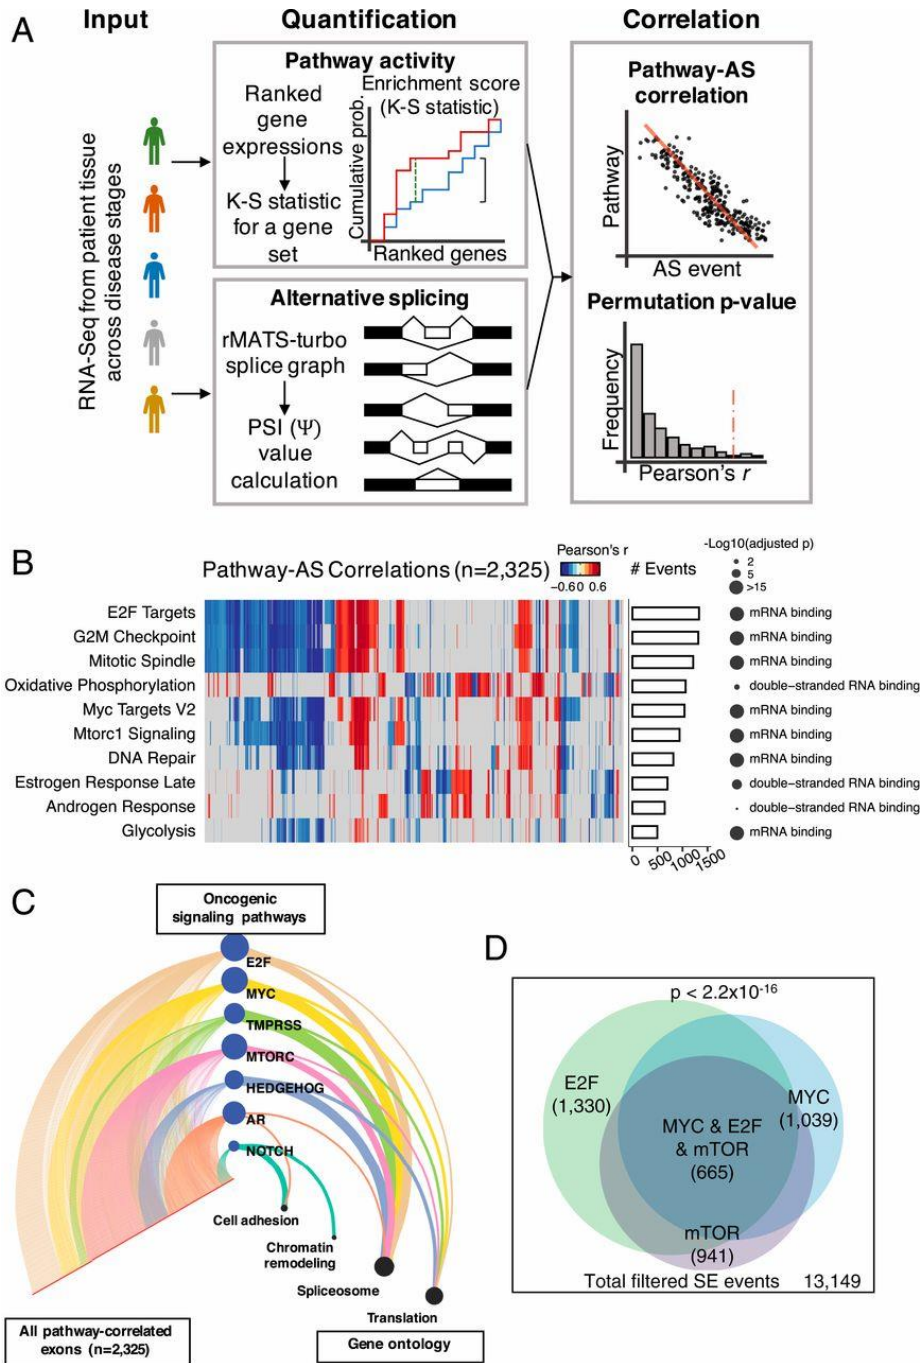 A
Input
Quantification
Correlation
RNA-Seq from patient tissue
across disease stages
Pathway activity
Ranked
gene
expressions
K-S statistic
for a gene
set
Enrichment score
(K-S statistic)
Cumulative prob.
Ranked genes
Alternative splicing
rMATS-turbo
splice graph
PSI (Ψ)
value
calculation
Pathway-AS
correlation
Pathway
AS event
Permutation p-value
Frequency
Pearson's r
B
Pathway-AS Correlations (n=2,325)
Pearson's r
-0.6 0 0.6
# Events
-Log10(adjusted p)
2
5
>15
E2F Targets
mRNA binding
G2M Checkpoint
mRNA binding
Mitotic Spindle
mRNA binding
Oxidative Phosphorylation
double-stranded RNA binding
Myc Targets V2
mRNA binding
Mtorc1 Signaling
mRNA binding
DNA Repair
mRNA binding
Estrogen Response Late
double-stranded RNA binding
Androgen Response
double-stranded RNA binding
Glycolysis
mRNA binding
0 500 1000 1500
C
Oncogenic
signaling pathways
E2F
MYC
TMPRSS
MTORC
HEDGEHOG
AR
NOTCH
Cell adhesion
Chromatin
remodeling
Spliceosome
Translation
All pathway-correlated
exons (n=2,325)
Gene ontology
D
p < 2.2x10⁻¹⁶
E2F
(1,330)
MYC
(1,039)
MYC & E2F
& mTOR
(665)
mTOR
(941)
Total filtered SE events 13,149